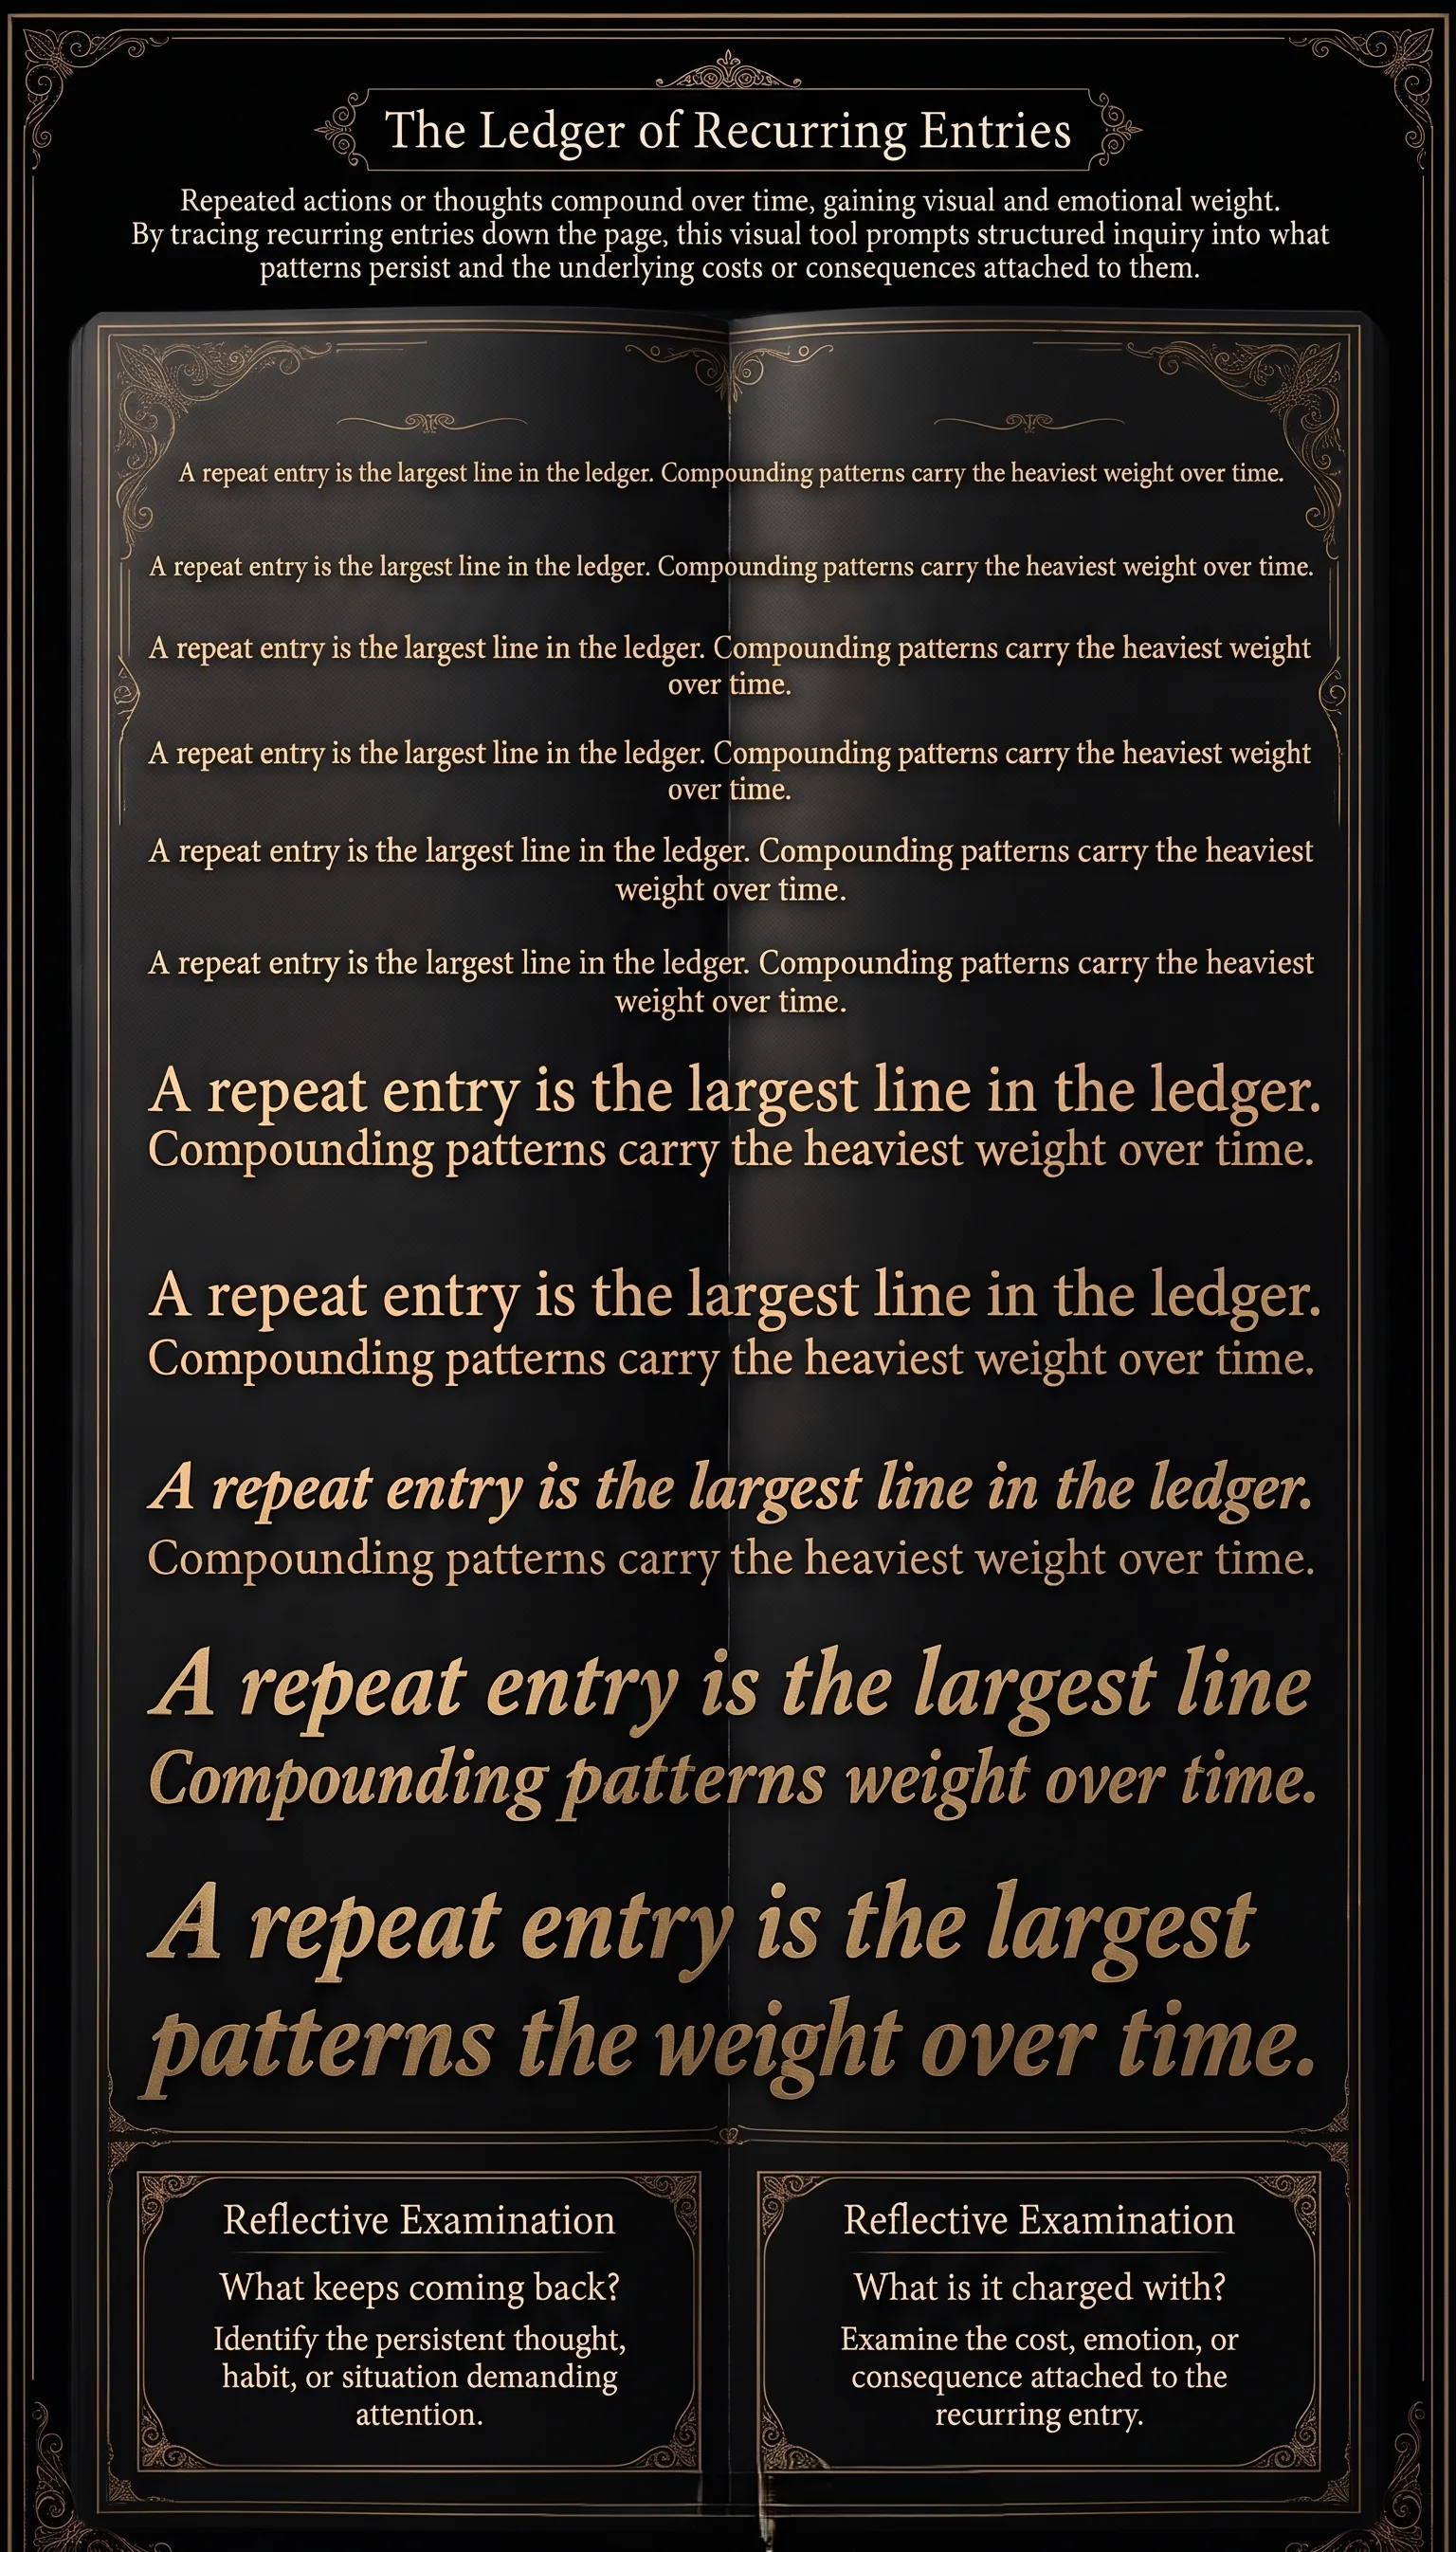 The Ledger of Recurring Entries
Repeated actions or thoughts compound over time, gaining visual and emotional weight.
By tracing recurring entries down the page, this visual tool prompts structured inquiry into what
patterns persist and the underlying costs or consequences attached to them.
A repeat entry is the largest line in the ledger. Compounding patterns carry the heaviest weight over time.
A repeat entry is the largest line in the ledger. Compounding patterns carry the heaviest weight over time.
A repeat entry is the largest line in the ledger. Compounding patterns carry the heaviest weight
over time.
A repeat entry is the largest line in the ledger. Compounding patterns carry the heaviest weight
over time.
A repeat entry is the largest line in the ledger. Compounding patterns carry the heaviest
weight over time.
A repeat entry is the largest line in the ledger. Compounding patterns carry the heaviest
weight over time.
A repeat entry is the largest line in the ledger.
Compounding patterns carry the heaviest weight over time.
A repeat entry is the largest line in the ledger.
Compounding patterns carry the heaviest weight over time.
A repeat entry is the largest line in the ledger.
Compounding patterns carry the heaviest weight over time.
A repeat entry is the largest line
Compounding patterns weight over time.
A repeat entry is the largest
patterns the weight over time.
Reflective Examination
What keeps coming back?
Identify the persistent thought,
habit, or situation demanding
attention.
Reflective Examination
What is it charged with?
Examine the cost, emotion, or
consequence attached to the
recurring entry.